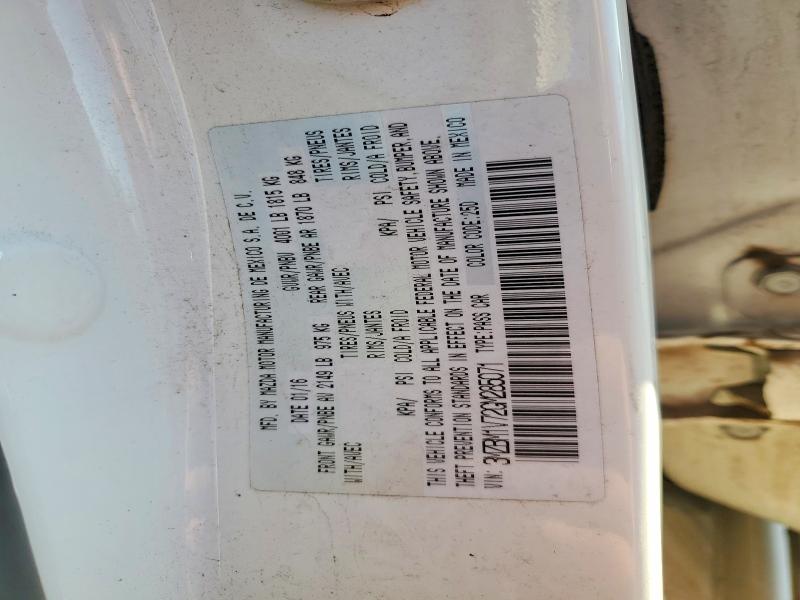 MFD. BY MAZDA MOTOR MANUFACTURING DE MEXICO S.A. DE C.V.
DATE 01/16 GVWR/PNBV 4001 LB 1815 KG
FRONT GAWR/PNBE AV 2149 LB 975 KG REAR GAWR/PNBE AR 1870 LB 848 KG
WITH/AVEC TIRES/PNEUS WITH/AVEC TIRES/PNEUS
RIMS/JANTES RIMS/JANTES
KPA/ PSI COLD/A FROID KPA/ PSI COLD/A FROID
THIS VEHICLE CONFORMS TO ALL APPLICABLE FEDERAL MOTOR VEHICLE SAFETY, BUMPER, AND
THEFT PREVENTION STANDARDS IN EFFECT ON THE DATE OF MANUFACTURE SHOWN ABOVE.
VIN: 3MZBM1V72GM285071 TYPE:PASS CAR COLOR CODE:25D MADE IN MEXICO